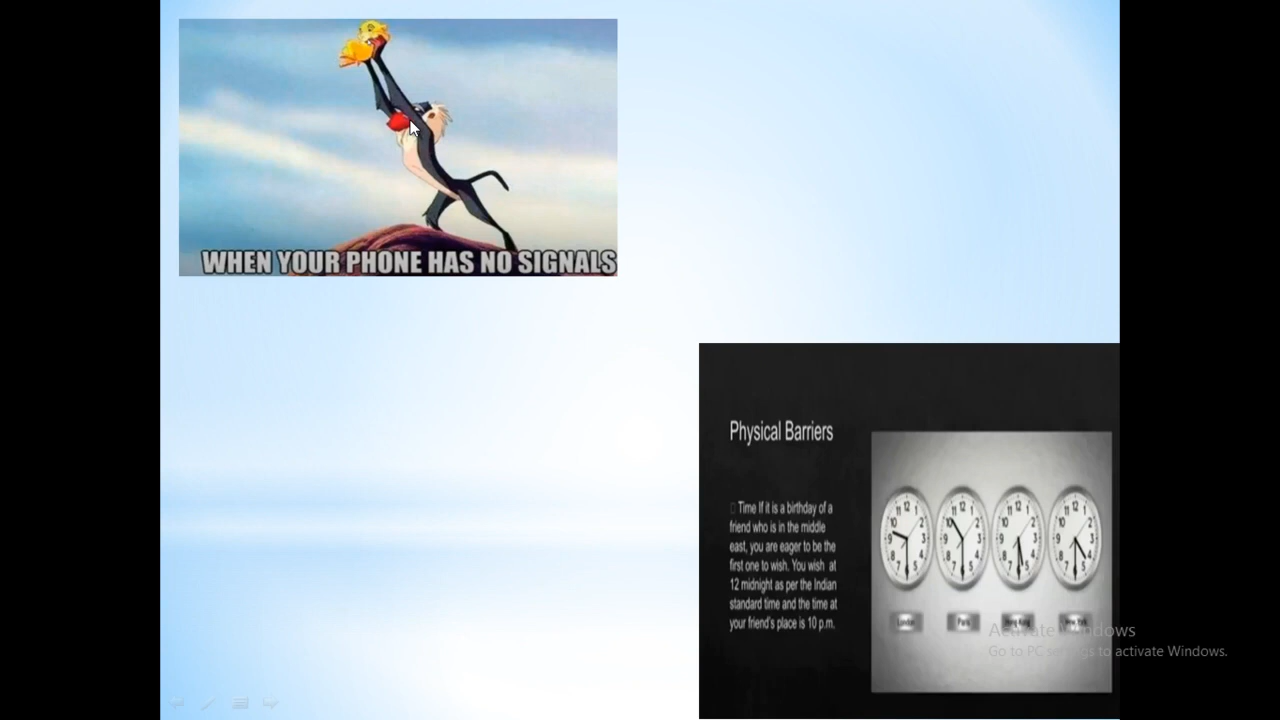 WHEN YOUR PHONE HAS NO SIGNALS
Physical Barriers
Time If it is a birthday of a
friend who is in the middle
east, you are eager to be the
first one to wish. You wish at
12 midnight as per the Indian
standard time and the time at
your friend's place is 10 p.m.
London Paris Hong Kong New York
Activate Windows
Go to PC settings to activate Windows.